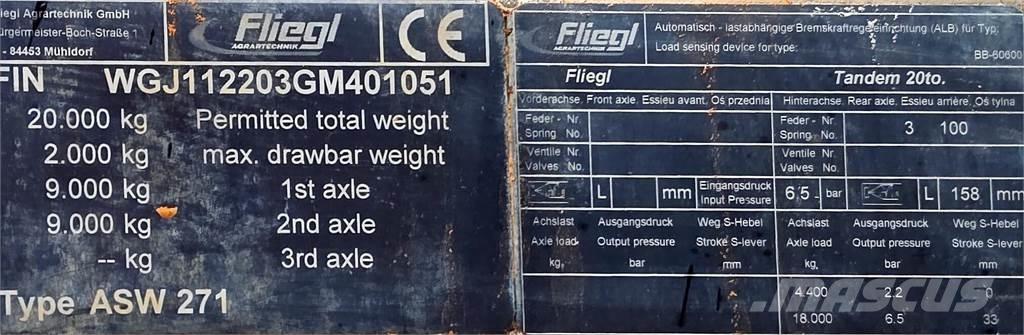 iegl Agrartechnik GmbH
urgermeister-Boch-Straße 1
- 84453 Mühldorf
Fliegl
AGRARTECHNIK
CE
FIN WGJ112203GM401051
20.000 kg Permitted total weight
2.000 kg max. drawbar weight
9.000 kg 1st axle
9.000 kg 2nd axle
-- kg 3rd axle
Type ASW 271
Fliegl
AGRARTECHNIK
Automatisch - lastabhängige Bremskraftregeleinrichtung (ALB) für Typ:
Load sensing device for type:
BB-60600
Fliegl Tandem 20to.
Vorderachse. Front axle. Essieu avant. Oś przednia Hinterachse. Rear axle. Essieu arrière. Oś tylna
Feder - Nr. Feder - Nr.
Spring No. Spring No. 3 100
Ventile Nr. Ventile Nr.
Valves No. Valves No.
L mm Eingangsdruck 6,5 bar L 158 mm
Input Pressure
Achslast Ausgangsdruck Weg S-Hebel Achslast Ausgangsdruck Weg S-Hebel
Axle load Output pressure Stroke S-lever Axle load Output pressure Stroke S-lever
kg. bar mm kg. bar mm
4.400 2.2 0
18.000 6.5 33
MASCUS